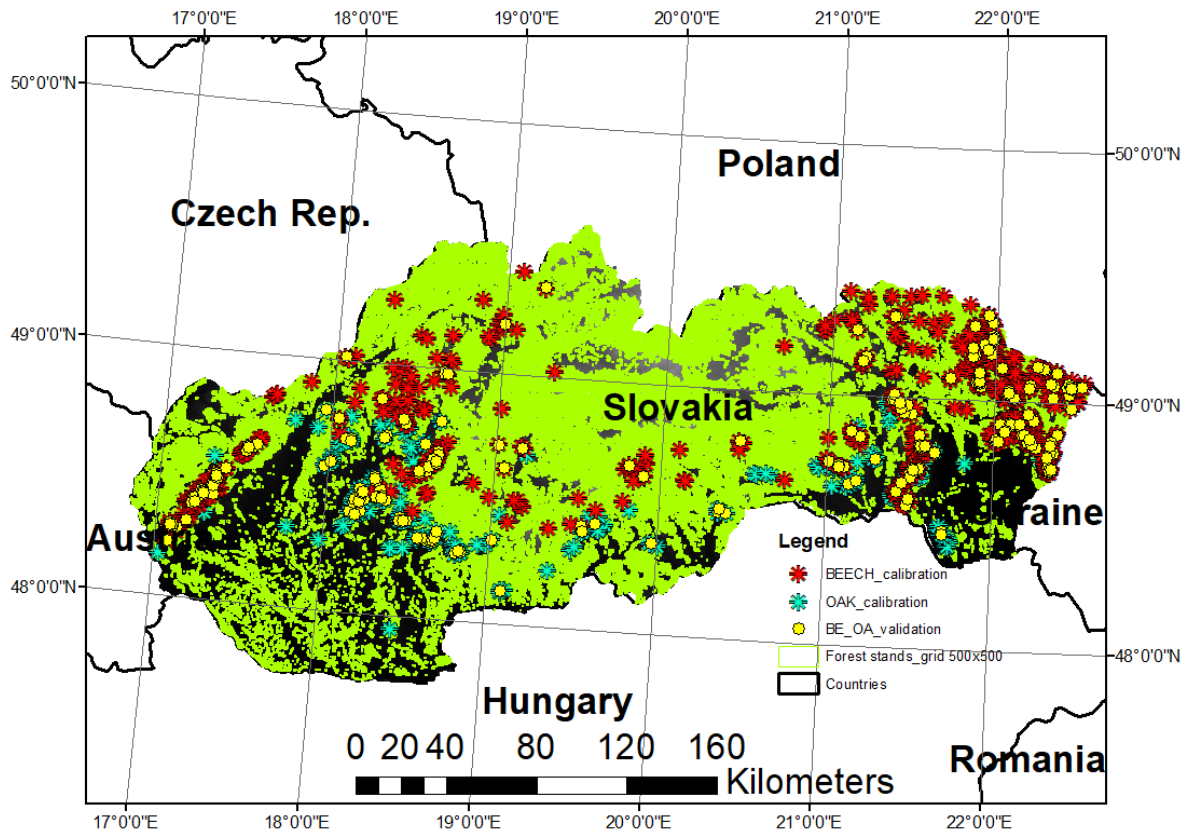 17°0'0"E 18°0'0"E 19°0'0"E 20°0'0"E 21°0'0"E 22°0'0"E
50°0'0"N
50°0'0"N
Poland
Czech Rep.
49°0'0"N
49°0'0"N
Slovakia
Aus
raine
Legend
BEECH_calibration
OAK_calibration
BE_OA_validation
Forest stands_grid 500x500
Countries
48°0'0"N
48°0'0"N
Hungary
Romania
0 20 40 80 120 160
Kilometers
17°0'0"E 18°0'0"E 19°0'0"E 20°0'0"E 21°0'0"E 22°0'0"E